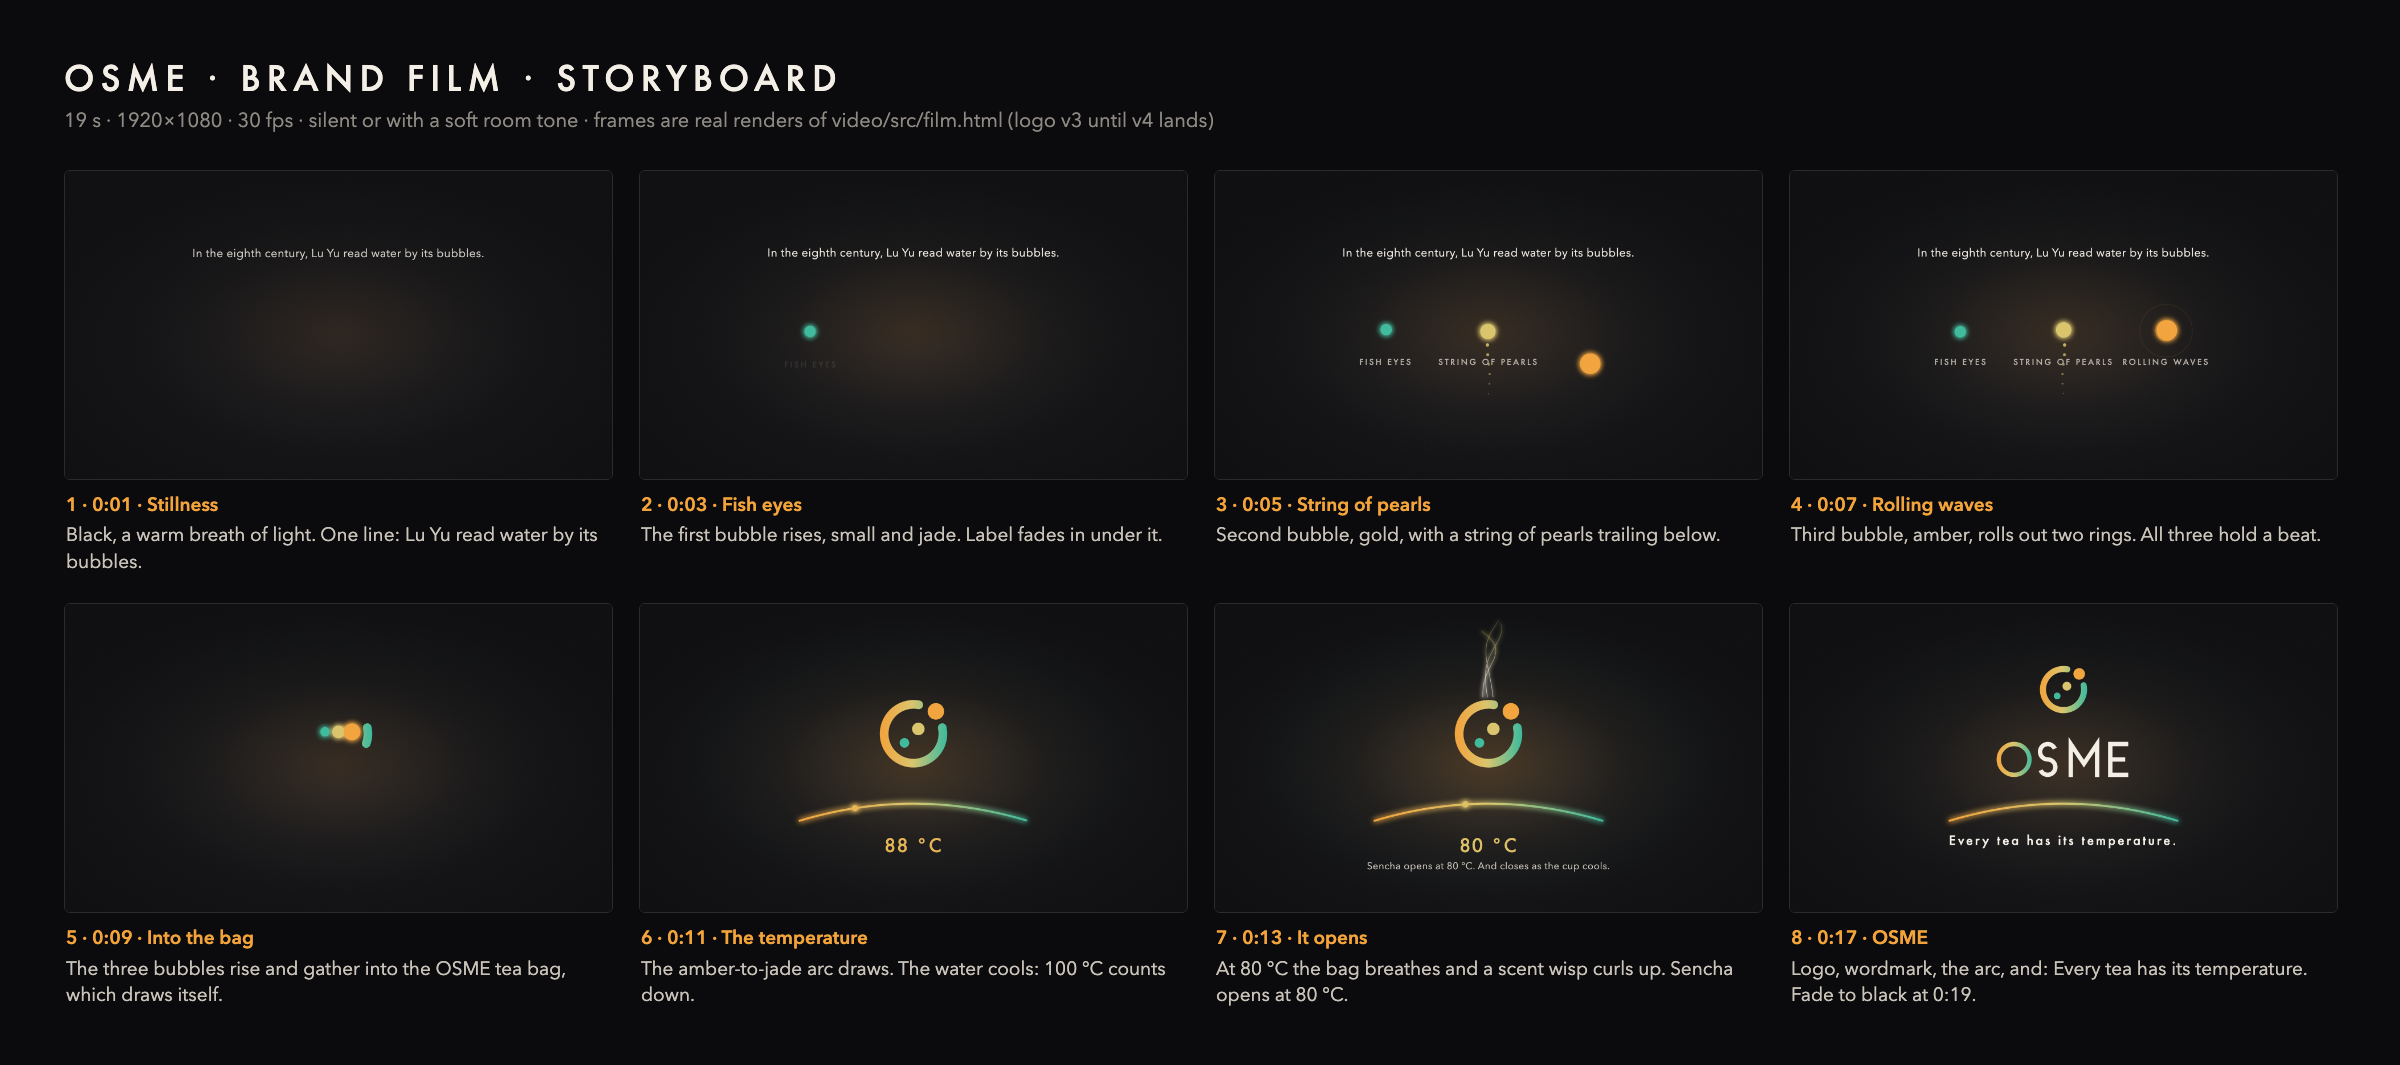 OSME · BRAND FILM · STORYBOARD
19 s · 1920×1080 · 30 fps · silent or with a soft room tone · frames are real renders of video/src/film.html (logo v3 until v4 lands)
In the eighth century, Lu Yu read water by its bubbles.
1 · 0:01 · Stillness
Black, a warm breath of light. One line: Lu Yu read water by its
bubbles.
In the eighth century, Lu Yu read water by its bubbles.
FISH EYES
2 · 0:03 · Fish eyes
The first bubble rises, small and jade. Label fades in under it.
In the eighth century, Lu Yu read water by its bubbles.
FISH EYES STRING OF PEARLS
3 · 0:05 · String of pearls
Second bubble, gold, with a string of pearls trailing below.
In the eighth century, Lu Yu read water by its bubbles.
FISH EYES STRING OF PEARLS ROLLING WAVES
4 · 0:07 · Rolling waves
Third bubble, amber, rolls out two rings. All three hold a beat.
5 · 0:09 · Into the bag
The three bubbles rise and gather into the OSME tea bag,
which draws itself.
88 °C
6 · 0:11 · The temperature
The amber-to-jade arc draws. The water cools: 100 °C counts
down.
80 °C
Sencha opens at 80 °C. And closes as the cup cools.
7 · 0:13 · It opens
At 80 °C the bag breathes and a scent wisp curls up. Sencha
opens at 80 °C.
OSME
Every tea has its temperature.
8 · 0:17 · OSME
Logo, wordmark, the arc, and: Every tea has its temperature.
Fade to black at 0:19.